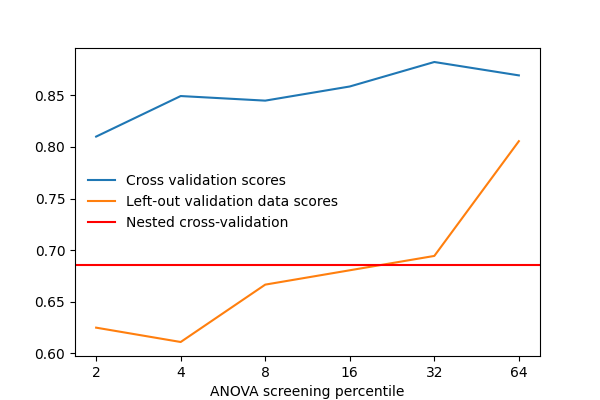 0.85
0.80
0.75
0.70
0.65
0.60
Cross validation scores
Left-out validation data scores
Nested cross-validation
2 4 8 16 32 64
ANOVA screening percentile